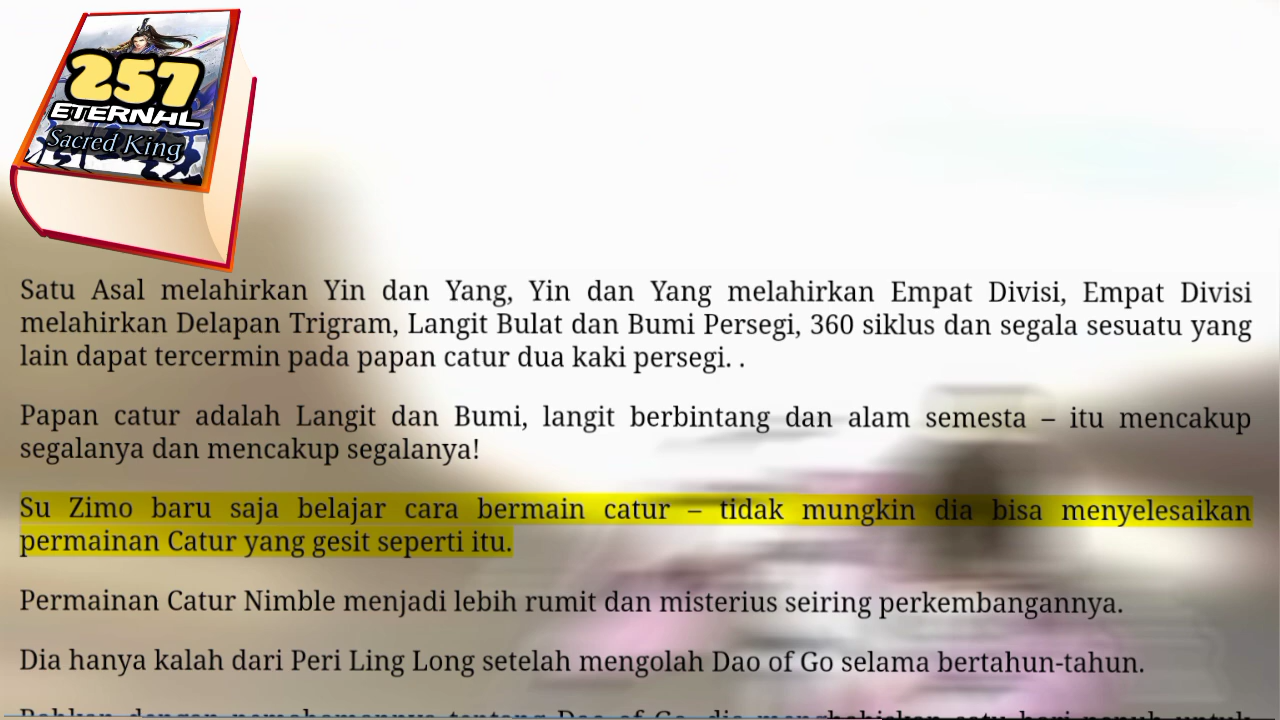 257
ETERNAL
Sacred King
Satu Asal melahirkan Yin dan Yang, Yin dan Yang melahirkan Empat Divisi, Empat Divisi
melahirkan Delapan Trigram, Langit Bulat dan Bumi Persegi, 360 siklus dan segala sesuatu yang
lain dapat tercermin pada papan catur dua kaki persegi. .
Papan catur adalah Langit dan Bumi, langit berbintang dan alam semesta – itu mencakup
segalanya dan mencakup segalanya!
Su Zimo baru saja belajar cara bermain catur – tidak mungkin dia bisa menyelesaikan
permainan Catur yang gesit seperti itu.
Permainan Catur Nimble menjadi lebih rumit dan misterius seiring perkembangannya.
Dia hanya kalah dari Peri Ling Long setelah mengolah Dao of Go selama bertahun-tahun.